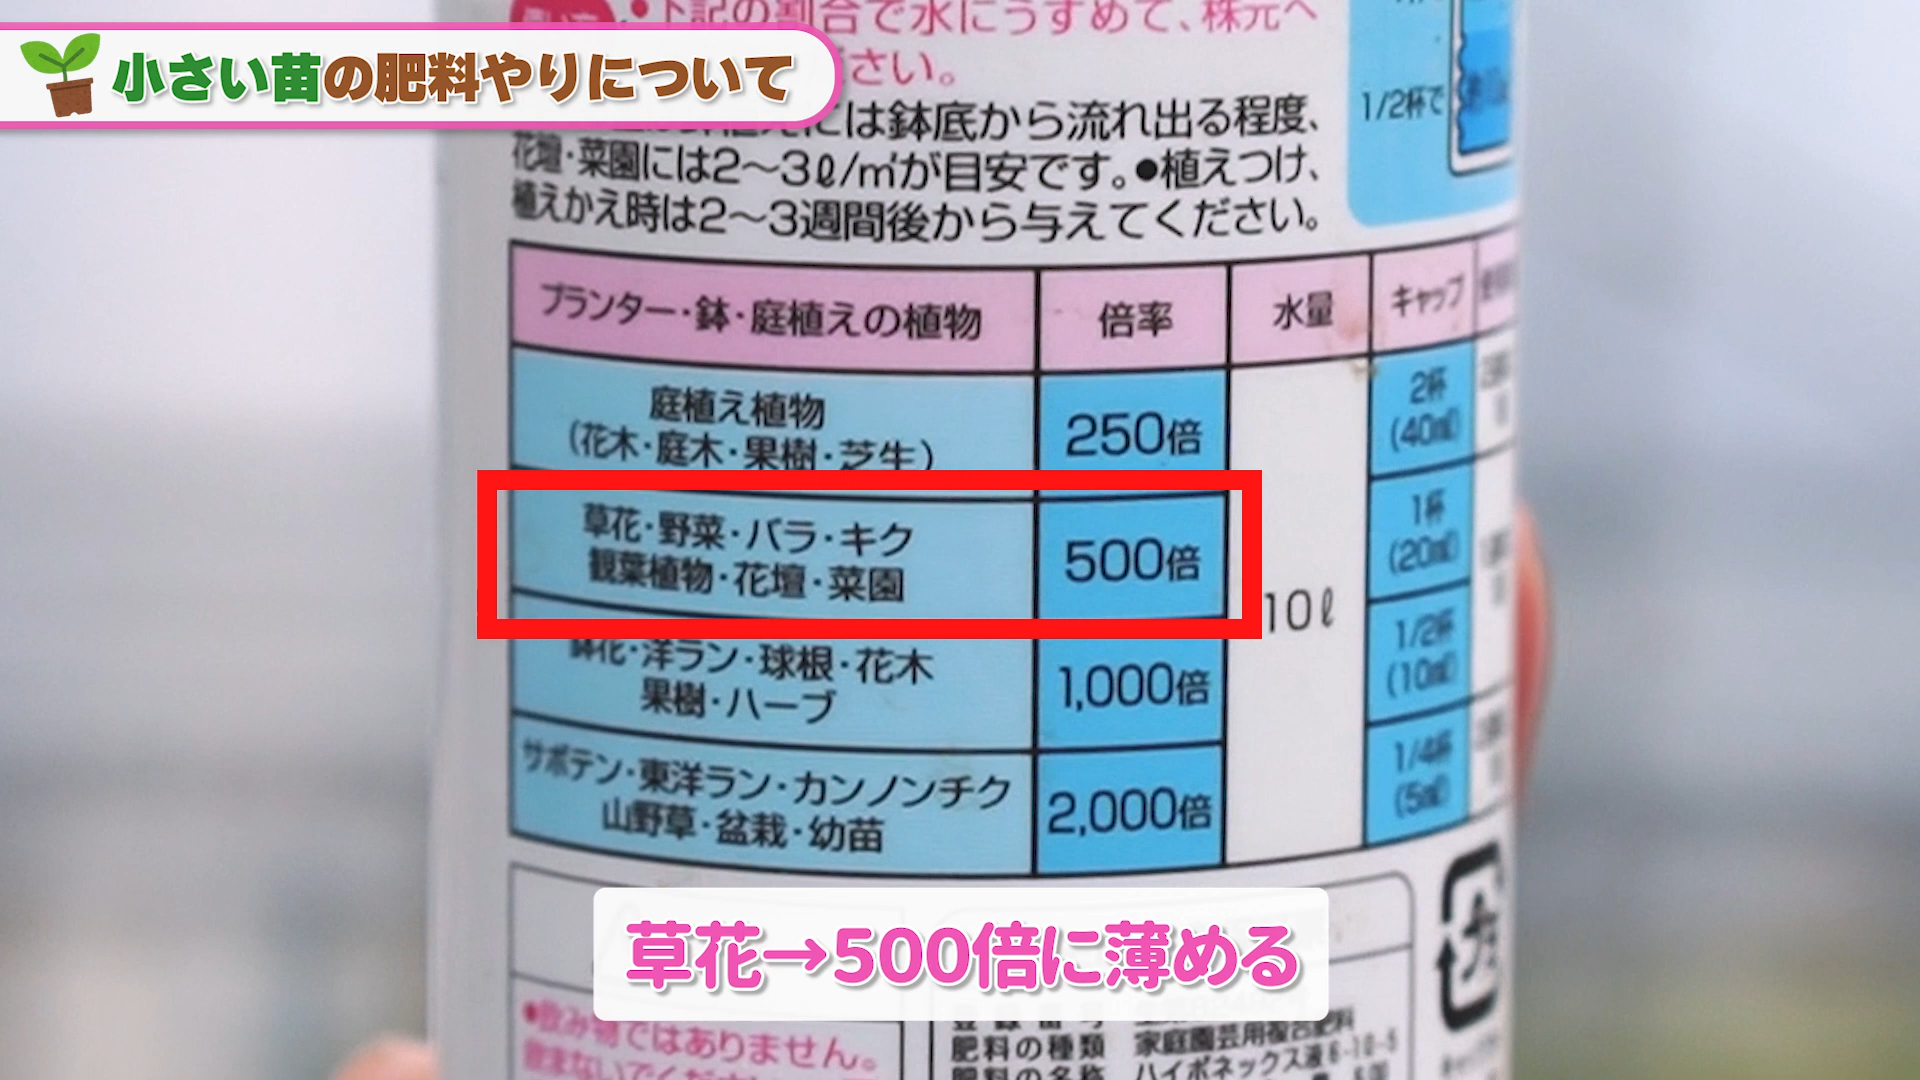 小さい苗の肥料やりについて
下記の割合で水にうすめて、株元へ
さい。
には鉢底から流れ出る程度、
花壇・菜園には2〜3ℓ/㎡が目安です。●植えつけ、
植えかえ時は2〜3週間後から与えてください。
1/2杯で
プランター・鉢・庭植えの植物 倍率 水量 キャップ
庭植え植物
(花木・庭木・果樹・芝生)
250倍
2杯
(40㎖)
草花・野菜・バラ・キク
観葉植物・花壇・菜園
500倍
1杯
(20㎖)
10ℓ
鉢花・洋ラン・球根・花木
果樹・ハーブ
1,000倍
1/2杯
(10㎖)
サボテン・東洋ラン・カンノンチク
山野草・盆栽・幼苗
2,000倍
1/4杯
(5㎖)
草花→500倍に薄める
●飲み物ではありません。
家庭園芸用複合肥料
肥料の種類
ハイポネックス液6-10-5
肥料の名称